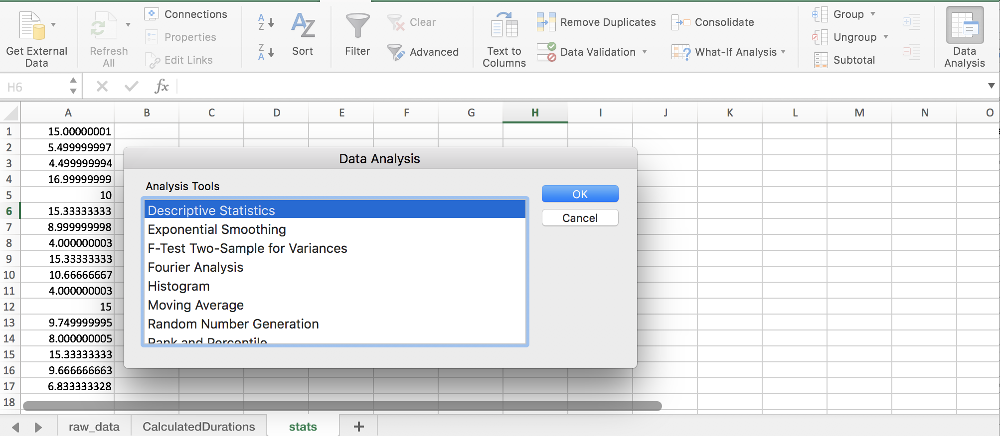 Get External Data
Refresh All
Connections
Properties
Edit Links
A Z
Z A
AZ
Sort
Filter
Clear
Advanced
Text to Columns
Remove Duplicates
Data Validation
Consolidate
What-If Analysis
Group
Ungroup
Subtotal
Data Analysis
H6
fx
A B C D E F G H I J K L M N O
1 15.00000001
2 5.499999997
3 4.499999994
4 16.99999999
5 10
6 15.33333333
7 8.999999998
8 4.000000003
9 15.33333333
10 10.66666667
11 4.000000003
12 15
13 9.749999995
14 8.000000005
15 15.33333333
16 9.666666663
17 6.833333328
18
Data Analysis
Analysis Tools
Descriptive Statistics
Exponential Smoothing
F-Test Two-Sample for Variances
Fourier Analysis
Histogram
Moving Average
Random Number Generation
Rank and Percentile
OK
Cancel
raw_data
CalculatedDurations
stats
+